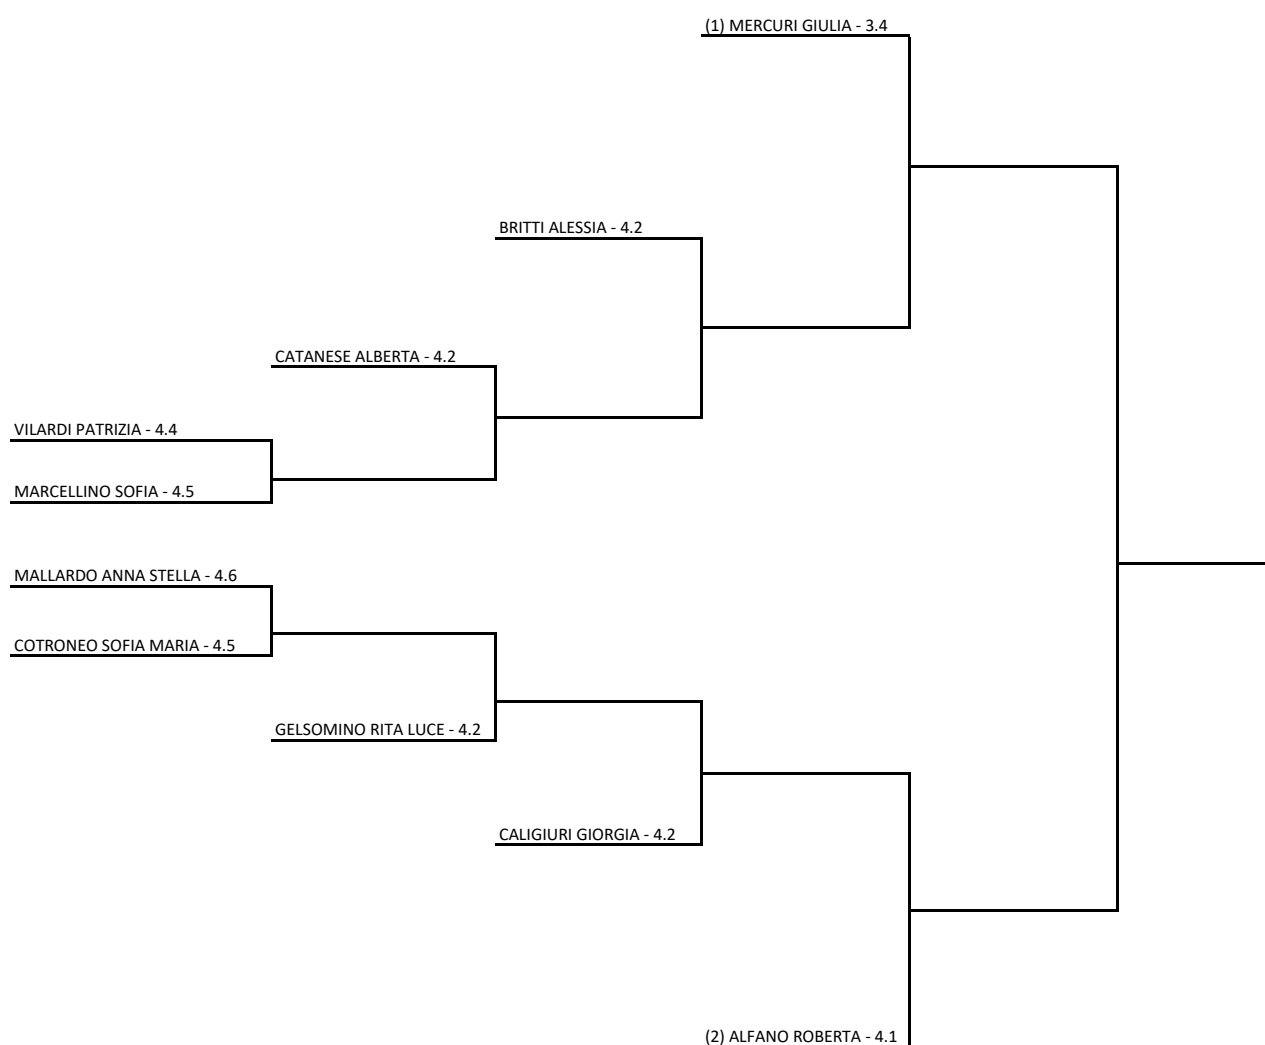 (1) MERCURI GIULIA - 3.4
BRITTI ALESSIA - 4.2
CATANESE ALBERTA - 4.2
VILARDI PATRIZIA - 4.4
MARCELLINO SOFIA - 4.5
MALLARDO ANNA STELLA - 4.6
COTRONEO SOFIA MARIA - 4.5
GELSOMINO RITA LUCE - 4.2
CALIGIURI GIORGIA - 4.2
(2) ALFANO ROBERTA - 4.1